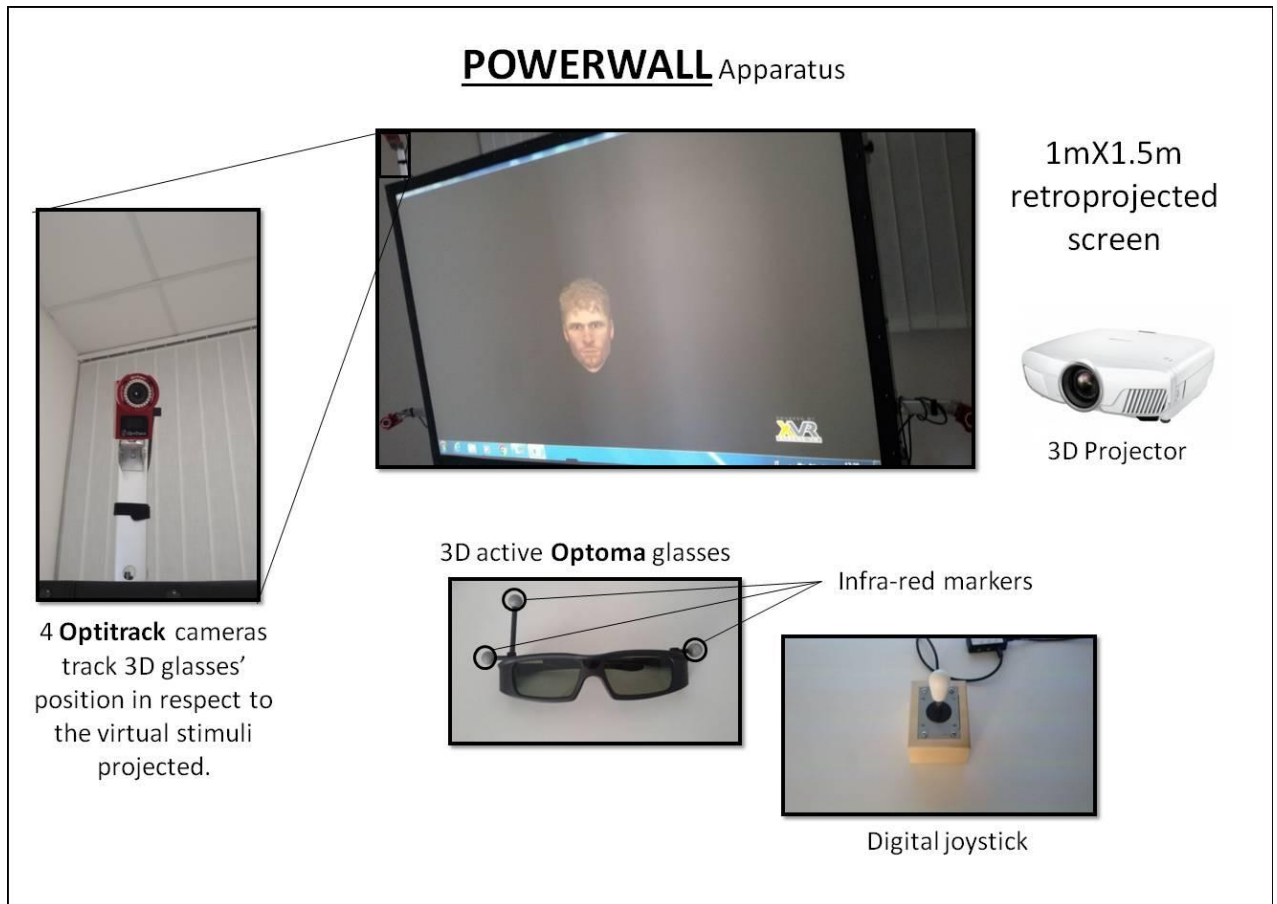 POWERWALL Apparatus
1mX1.5m
retroprojected
screen
XVR
3D Projector
3D active Optoma glasses
Infra-red markers
4 Optitrack cameras
track 3D glasses’
position in respect to
the virtual stimuli
projected.
Digital joystick